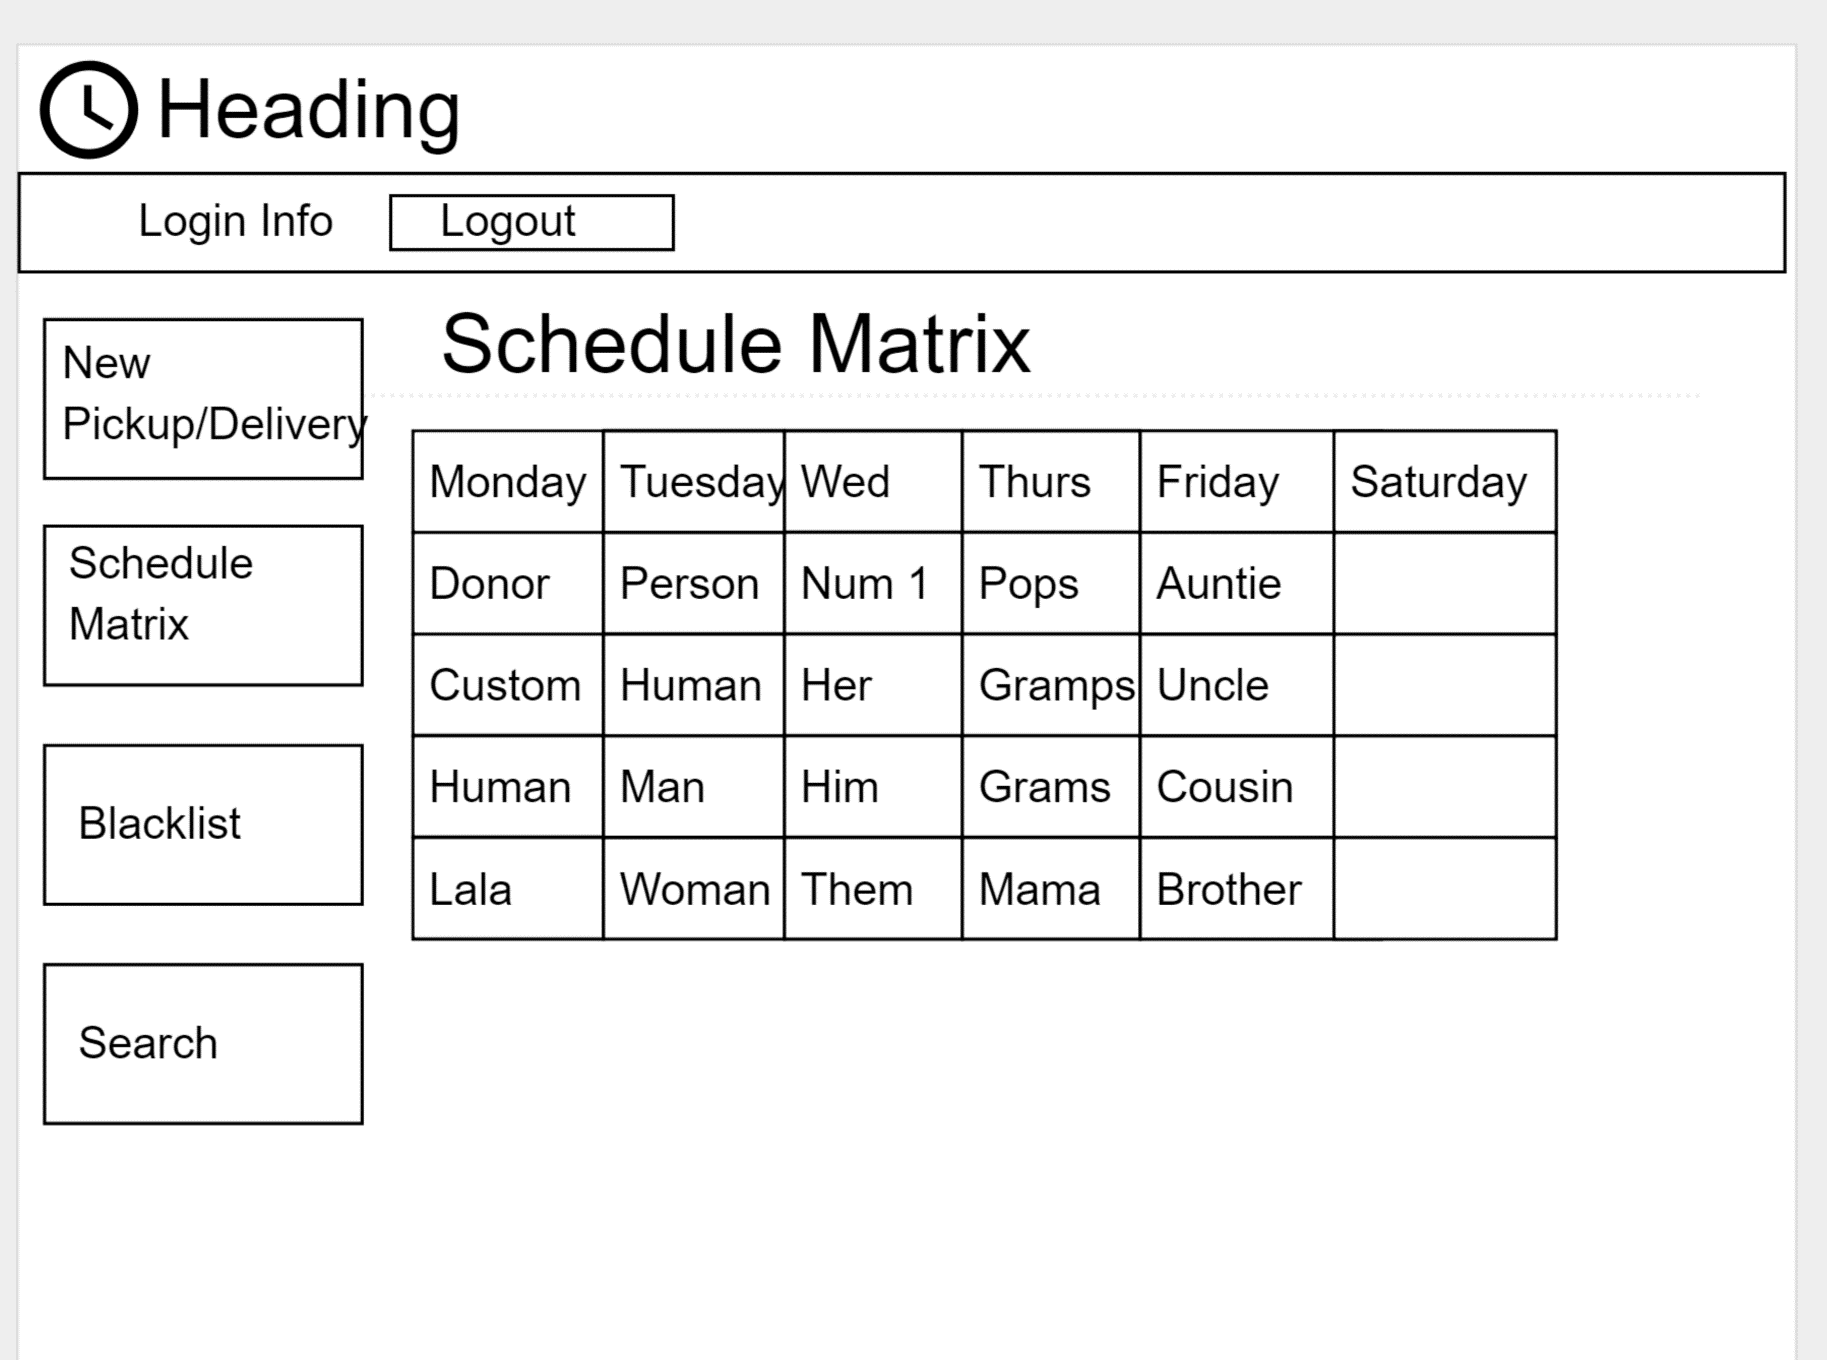 Heading
Login Info Logout
New
Pickup/Delivery
Schedule
Matrix
Blacklist
Search
Schedule Matrix
Monday Tuesday Wed Thurs Friday Saturday
Donor Person Num 1 Pops Auntie
Custom Human Her Gramps Uncle
Human Man Him Grams Cousin
Lala Woman Them Mama Brother